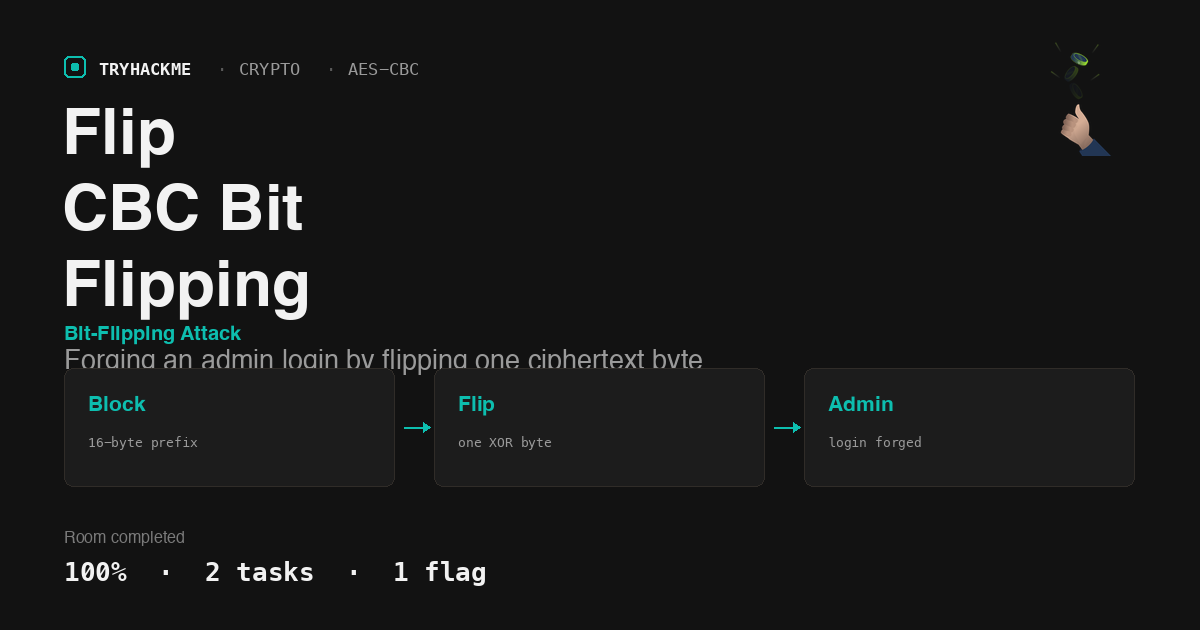 TRYHACKME · CRYPTO · AES-CBC
Flip
CBC Bit
Flipping
Bit-Flipping Attack
Forging an admin login by flipping one ciphertext byte
Block
16-byte prefix
Flip
one XOR byte
Admin
login forged
Room completed
100% · 2 tasks · 1 flag